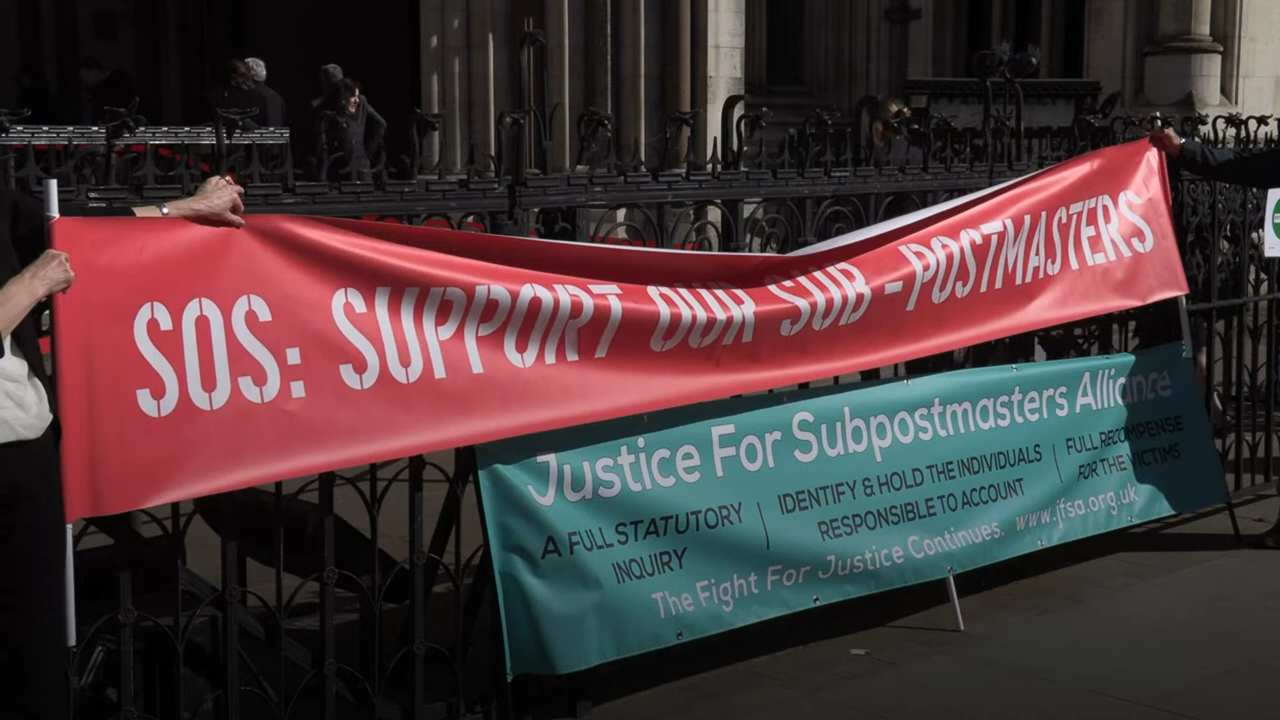 SOS: SUPPORT OUR SUB-POSTMASTERS
Justice For Subpostmasters Alliance
A FULL STATUTORY
INQUIRY
IDENTIFY & HOLD THE INDIVIDUALS
RESPONSIBLE TO ACCOUNT
FULL RECOMPENSE
FOR THE VICTIMS
The Fight For Justice Continues. www.jfsa.org.uk